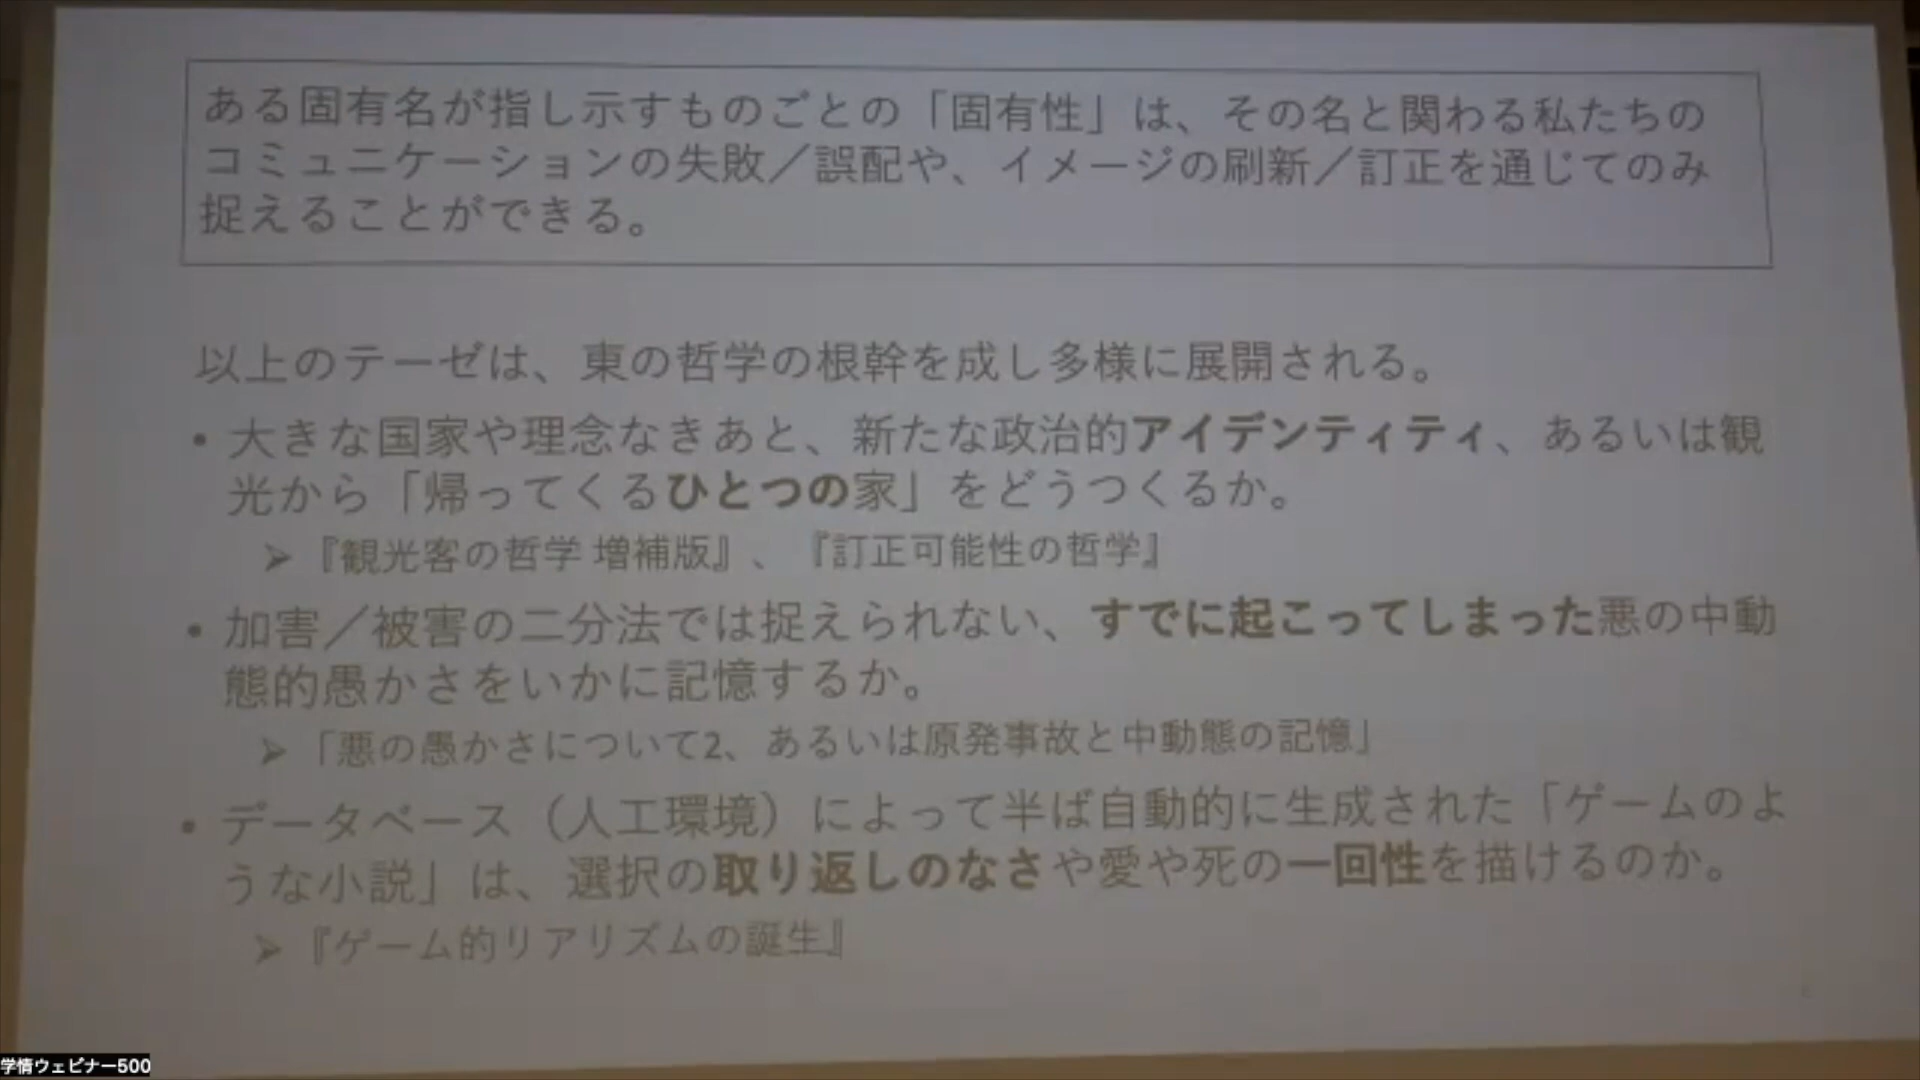 ある固有名が指し示すものごとの「固有性」は、その名と関わる私たちの
コミュニケーションの失敗／誤配や、イメージの刷新／訂正を通じてのみ
捉えることができる。
以上のテーゼは、東の哲学の根幹を成し多様に展開される。
• 大きな国家や理念なきあと、新たな政治的アイデンティティ、あるいは観
光から「帰ってくるひとつの家」をどうつくるか。
➢ 『観光客の哲学 増補版』、『訂正可能性の哲学』
• 加害／被害の二分法では捉えられない、すでに起こってしまった悪の中動
態的愚かさをいかに記憶するか。
➢ 「悪の愚かさについて2、あるいは原発事故と中動態の記憶」
• データベース（人工環境）によって半ば自動的に生成された「ゲームのよ
うな小説」は、選択の取り返しのなさや愛や死の一回性を描けるのか。
➢ 『ゲーム的リアリズムの誕生』
学情ウェビナー500